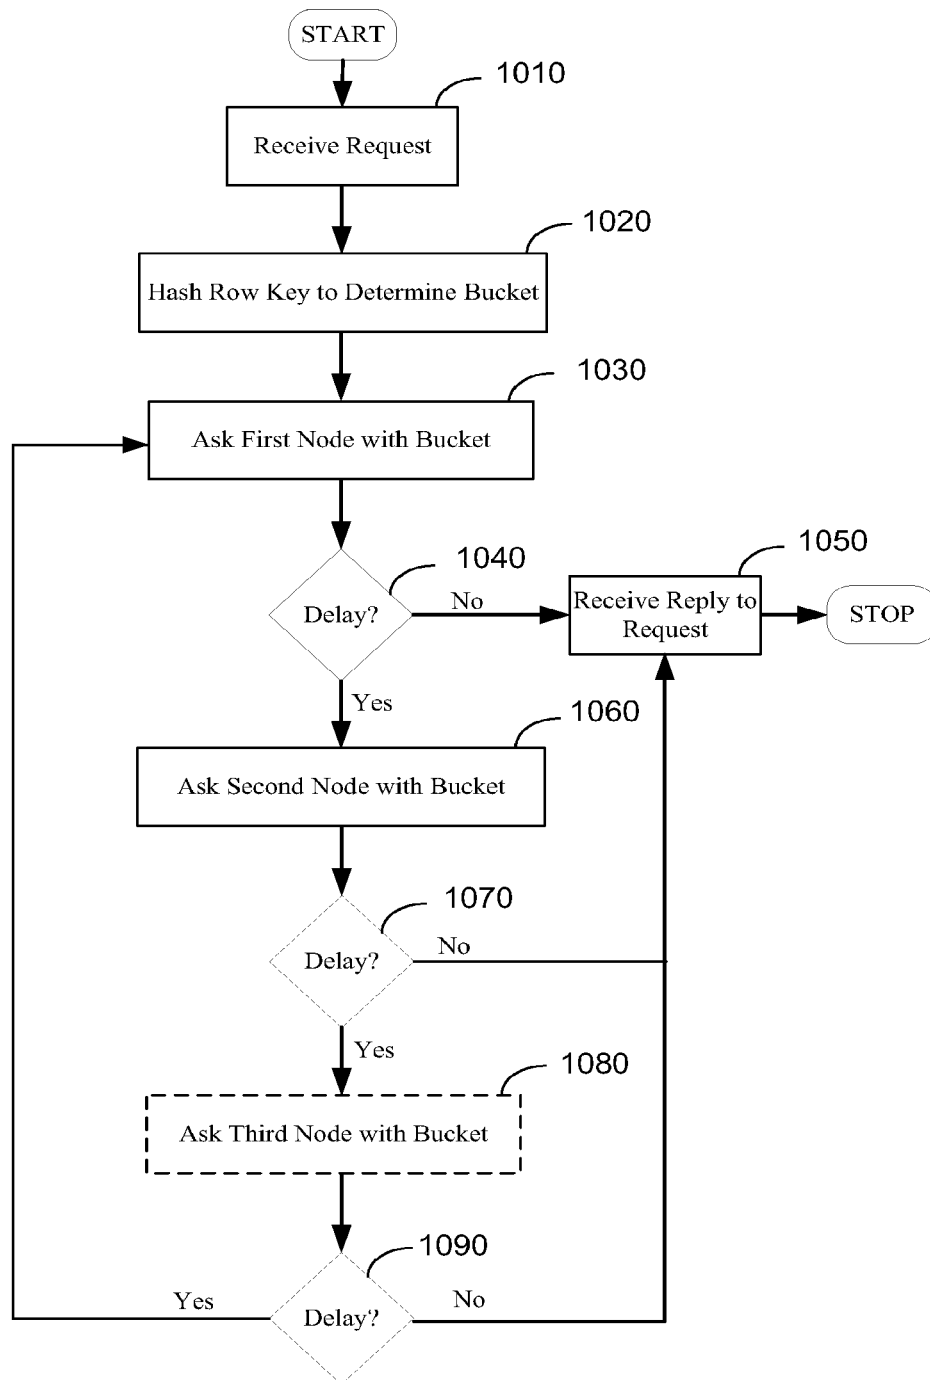 START
1010
Receive Request
1020
Hash Row Key to Determine Bucket
1030
Ask First Node with Bucket
1040
Delay?
No
1050
Receive Reply to
Request
STOP
Yes
1060
Ask Second Node with Bucket
1070
Delay?
No
Yes
1080
Ask Third Node with Bucket
1090
Yes
Delay?
No